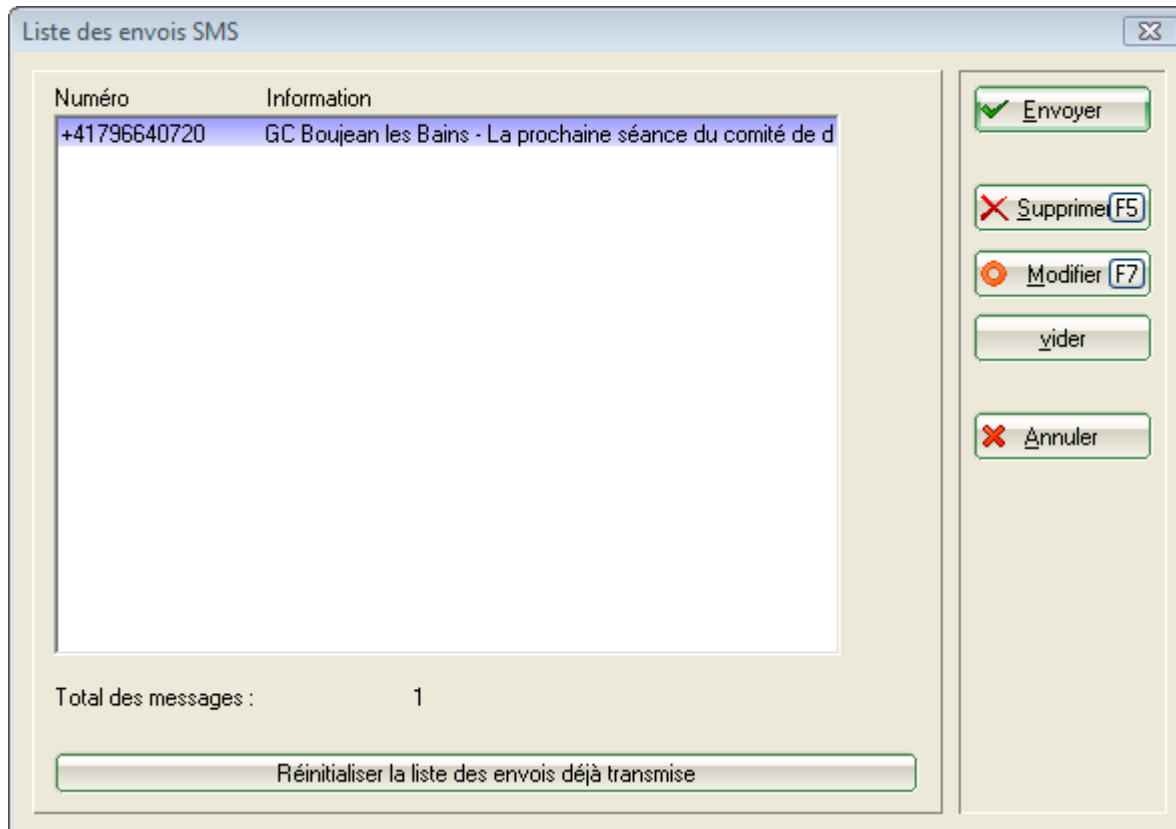 Liste des envois SMS
Numéro Information
+41796640720 GC Boujean les Bains - La prochaine séance du comité de d
Envoyer
Supprimer F5
Modifier F7
vider
Annuler
Total des messages : 1
Réinitialiser la liste des envois déjà transmise